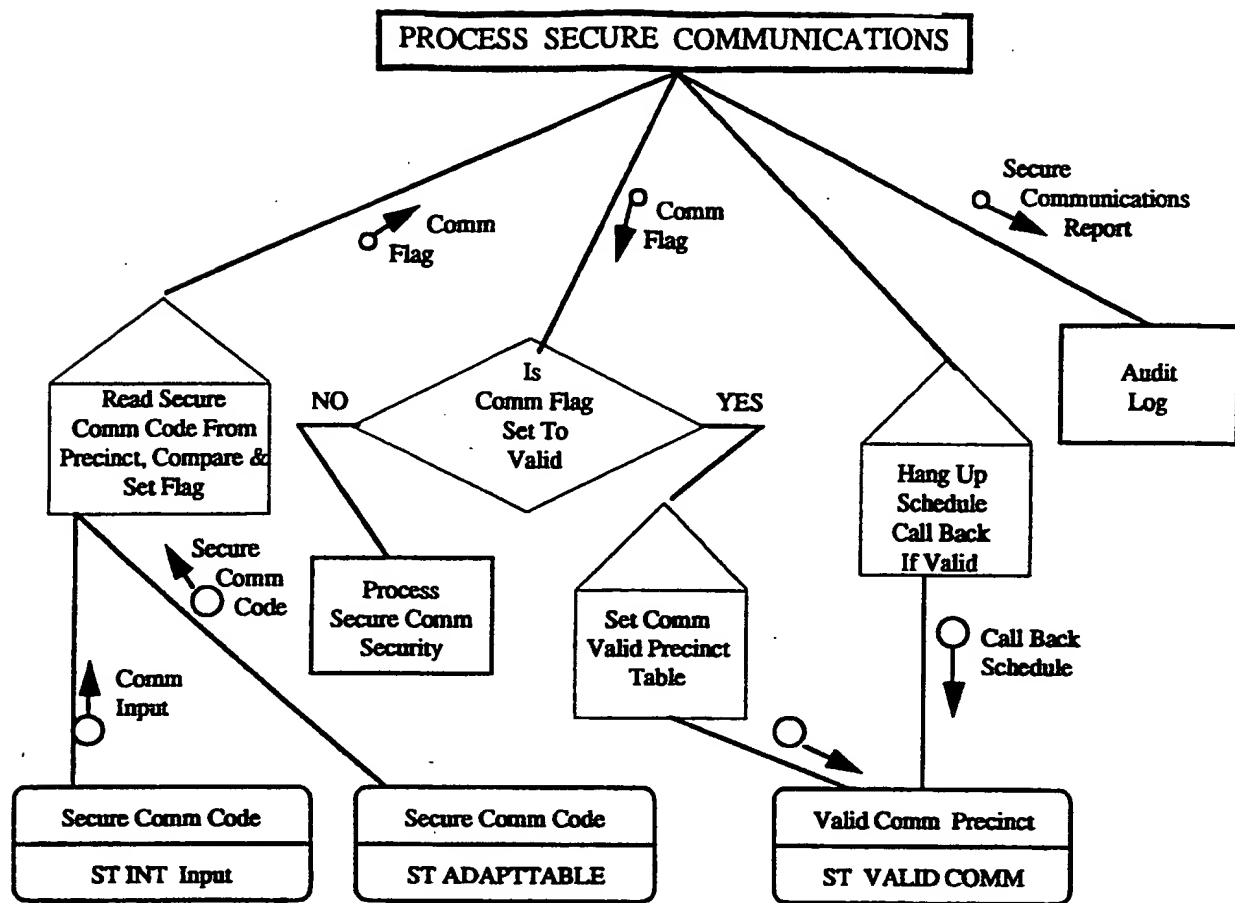 PROCESS SECURE COMMUNICATIONS
Comm
Flag
Comm
Flag
Secure
Communications
Report
Read Secure
Comm Code From
Precinct, Compare &
Set Flag
NO
Is
Comm Flag
Set To
Valid
YES
Hang Up
Schedule
Call Back
If Valid
Audit
Log
Secure
Comm
Code
Process
Secure Comm
Security
Set Comm
Valid Precinct
Table
Call Back
Schedule
Comm
Input
Secure Comm Code
ST INT Input
Secure Comm Code
ST ADAPTTABLE
Valid Comm Precinct
ST VALID COMM